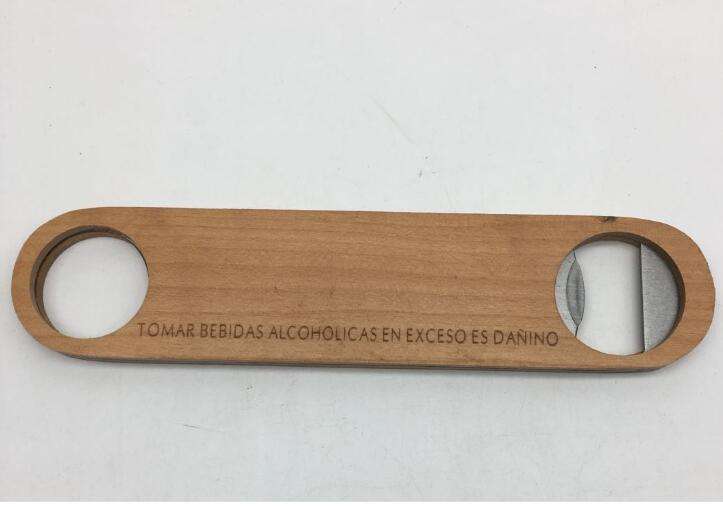 TOMAR BEBIDAS ALCOHOLICAS EN EXCESO ES DAÑINO